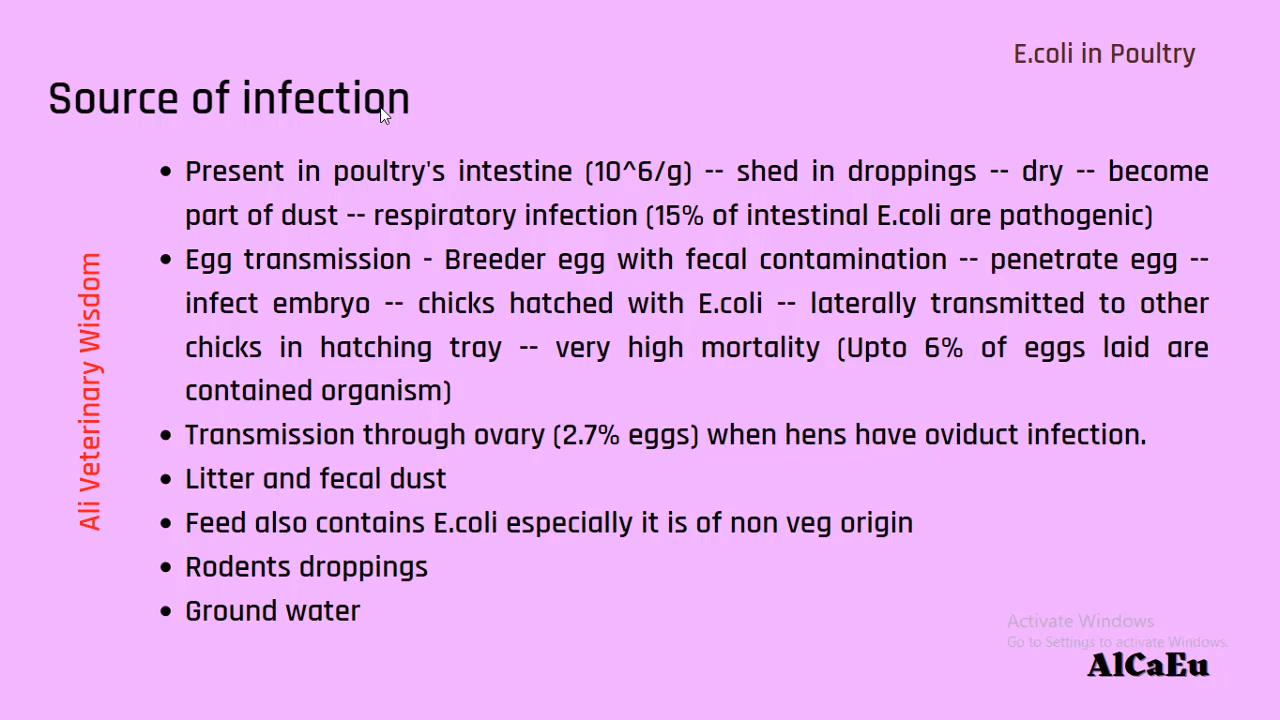 E.coli in Poultry
Source of infection
Present in poultry's intestine (10^6/g) -- shed in droppings -- dry -- become
part of dust -- respiratory infection (15% of intestinal E.coli are pathogenic)
Egg transmission - Breeder egg with fecal contamination -- penetrate egg --
infect embryo -- chicks hatched with E.coli -- laterally transmitted to other
chicks in hatching tray -- very high mortality (Upto 6% of eggs laid are
contained organism)
Transmission through ovary (2.7% eggs) when hens have oviduct infection.
Litter and fecal dust
Feed also contains E.coli especially it is of non veg origin
Rodents droppings
Ground water
Ali Veterinary Wisdom
Activate Windows
Go to Settings to activate Windows.
AlCaEu